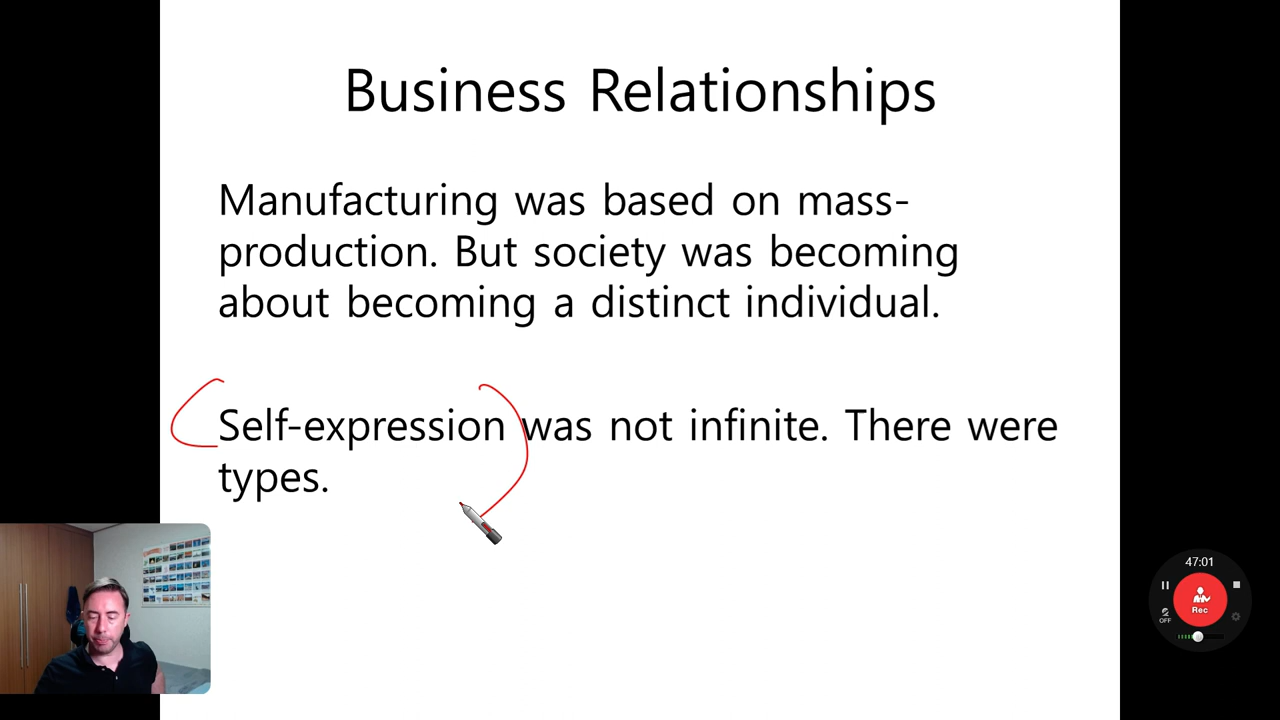 Business Relationships
Manufacturing was based on mass-
production. But society was becoming
about becoming a distinct individual.
Self-expression was not infinite. There were
types.
47:01
Rec
OFF